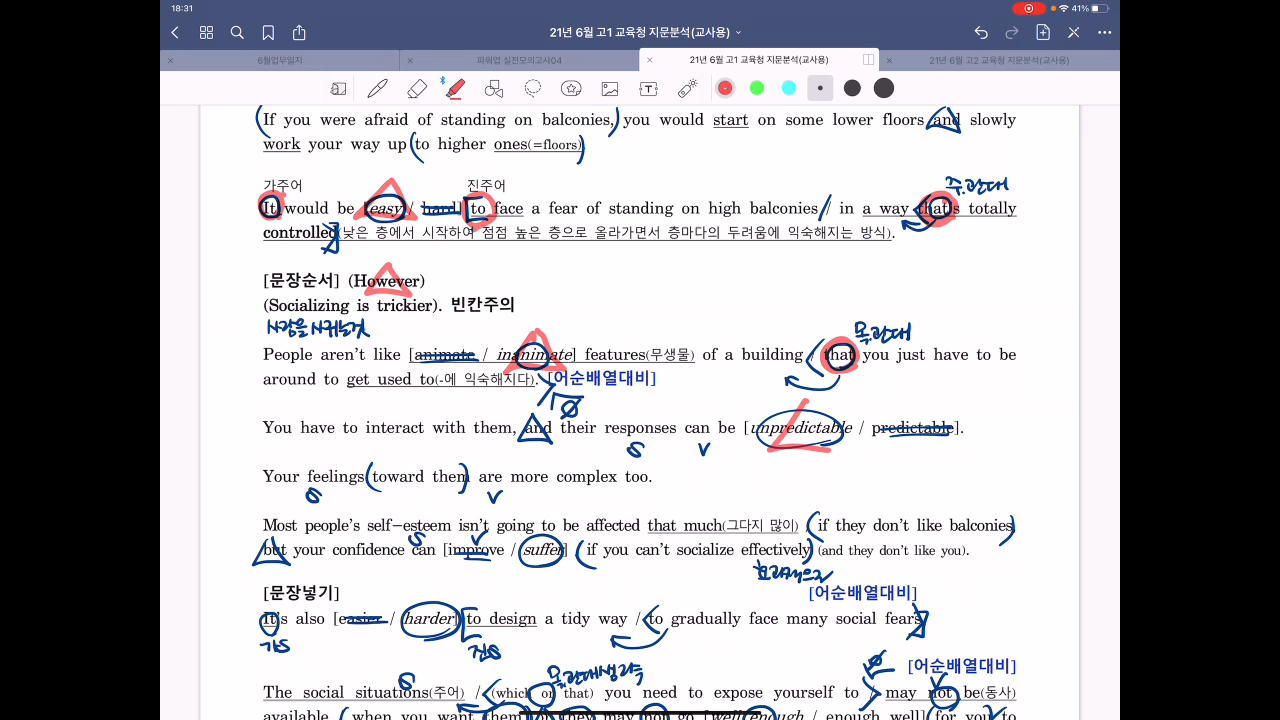 18:31
41%
21년 6월 고1 교육청 지문분석(교사용)
6월업무일지
파워업 실전모의고사04
21년 6월 고1 교육청 지문분석(교사용)
21년 6월 고2 교육청 지문분석(교사용)
If you were afraid of standing on balconies, you would start on some lower floors and slowly
work your way up to higher ones(=floors)
가주어 진주어 주.관대
It would be [easy / hard] to face a fear of standing on high balconies / in a way that's totally
controlled(낮은 층에서 시작하여 점점 높은 층으로 올라가면서 층마다의 두려움에 익숙해지는 방식).
[문장순서] (However)
(Socializing is trickier). 빈칸주의
사람을 사귀는것 목.관대
People aren't like [animate / inanimate] features(무생물) of a building / that you just have to be
around to get used to(-에 익숙해지다). [어순배열대비]
You have to interact with them, and their responses can be [unpredictable / predictable].
S V
Your feelings (toward them) are more complex too.
S V
Most people's self-esteem isn't going to be affected that much(그다지 많이) (if they don't like balconies)
but your confidence can [improve / suffer] (if you can't socialize effectively) (and they don't like you).
S V
효과적으로
[문장넣기] [어순배열대비]
It's also [easier / harder] to design a tidy way / to gradually face many social fears
가S 진S
목.관대생략 [어순배열대비]
S V
The social situations(주어) / (which or that) you need to expose yourself to / may not be(동사)
available (when you want them) or they may not go [well enough / enough well] for you to